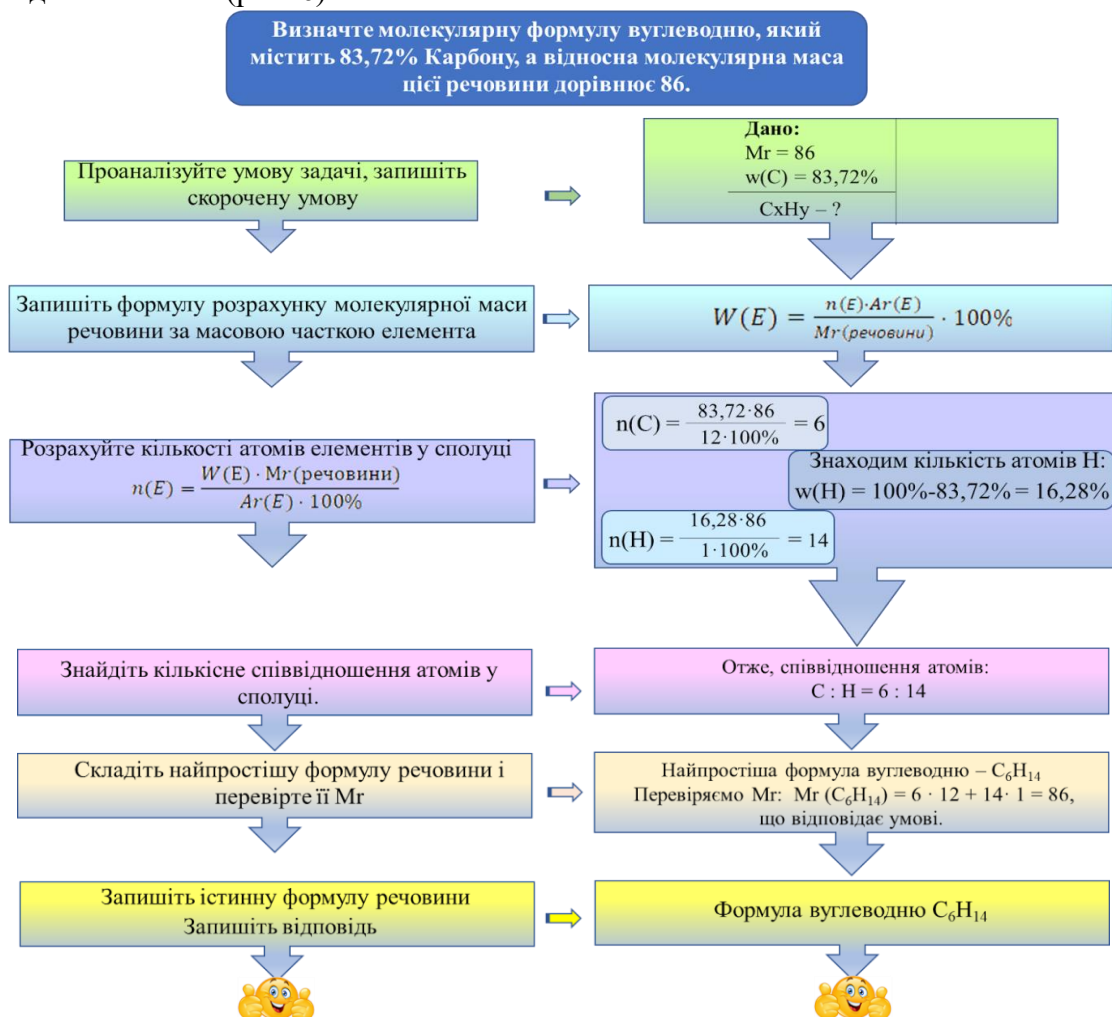 Визначте молекулярну формулу вуглеводню, який
містить 83,72% Карбону, а відносна молекулярна маса
цієї речовини дорівнює 86.
Проаналізуйте умову задачі, запишіть
скорочену умову
Дано:
Mr = 86
w(C) = 83,72%
CxHy – ?
Запишіть формулу розрахунку молекулярної маси
речовини за масовою часткою елемента
W(E) = n(E)·Ar(E) / Mr(речовини) · 100%
Розрахуйте кількості атомів елементів у сполуці
n(E) = W(E) · Mr(речовини) / Ar(E) · 100%
n(C) = 83,72·86 / 12·100% = 6
Знаходим кількість атомів H:
w(H) = 100%-83,72% = 16,28%
n(H) = 16,28·86 / 1·100% = 14
Знайдіть кількісне співвідношення атомів у
сполуці.
Отже, співвідношення атомів:
C : H = 6 : 14
Складіть найпростішу формулу речовини і
перевірте її Mr
Найпростіша формула вуглеводню – C₆H₁₄
Перевіряємо Mr: Mr (C₆H₁₄) = 6 · 12 + 14· 1 = 86,
що відповідає умові.
Запишіть істинну формулу речовини
Запишіть відповідь
Формула вуглеводню C₆H₁₄